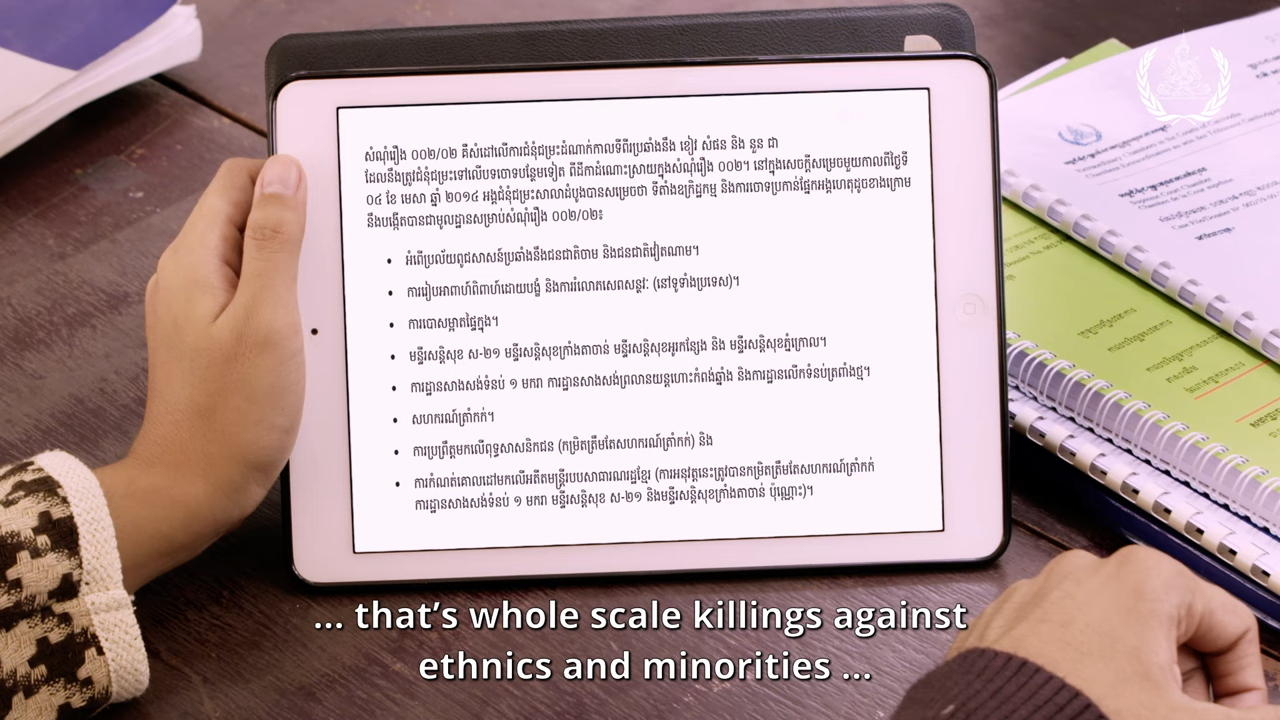 សំណុំរឿង ០០២/០២ គឺសំដៅលើការជំនុំជម្រះដំណាក់កាលទីពីរប្រឆាំងនឹង ខៀវ សំផន និង នួន ជា
ដែលនឹងត្រូវជំនុំជម្រះទៅលើបទចោទបន្ថែមទៀត ពីដីកាដំណោះស្រាយក្នុងសំណុំរឿង ០០២។ នៅក្នុងសេចក្តីសម្រេចមួយកាលពីថ្ងៃទី
០៤ ខែ មេសា ឆ្នាំ ២០១៤ អង្គជំនុំជម្រះសាលាដំបូងបានសម្រេចថា ទីតាំងឧក្រិដ្ឋកម្ម និងការចោទប្រកាន់ផ្នែកអង្គហេតុដូចខាងក្រោម
នឹងបង្កើតបានជាមូលដ្ឋានសម្រាប់សំណុំរឿង ០០២/០២៖
• អំពើប្រល័យពូជសាសន៍ប្រឆាំងនឹងជនជាតិចាម និងជនជាតិវៀតណាម។
• ការរៀបអាពាហ៍ពិពាហ៍ដោយបង្ខំ និងការរំលោភសេពសន្ថវៈ (នៅទូទាំងប្រទេស)។
• ការបោសម្អាតផ្ទៃក្នុង។
• មន្ទីរសន្តិសុខ ស-២១ មន្ទីរសន្តិសុខក្រាំងតាចាន់ មន្ទីរសន្តិសុខអូរកន្សែង និង មន្ទីរសន្តិសុខភ្នំក្រោល។
• ការដ្ឋានសាងសង់ទំនប់ ១ មករា ការដ្ឋានសាងសង់ព្រលានយន្តហោះកំពង់ឆ្នាំង និងការដ្ឋានលើកទំនប់ត្រពាំងថ្ម។
• សហករណ៍ត្រាំកក់។
• ការប្រព្រឹត្តមកលើពុទ្ធសាសនិកជន (កម្រិតត្រឹមតែសហករណ៍ត្រាំកក់) និង
• ការកំណត់គោលដៅមកលើអតីតមន្ត្រីរបបសាធារណរដ្ឋខ្មែរ (ការអនុវត្តនេះត្រូវបានកម្រិតត្រឹមតែសហករណ៍ត្រាំកក់
ការដ្ឋានសាងសង់ទំនប់ ១ មករា មន្ទីរសន្តិសុខ ស-២១ និងមន្ទីរសន្តិសុខក្រាំងតាចាន់ ប៉ុណ្ណោះ)។
Supreme Court Chamber
Chambre de la Cour suprême
... that's whole scale killings against
ethnics and minorities ...